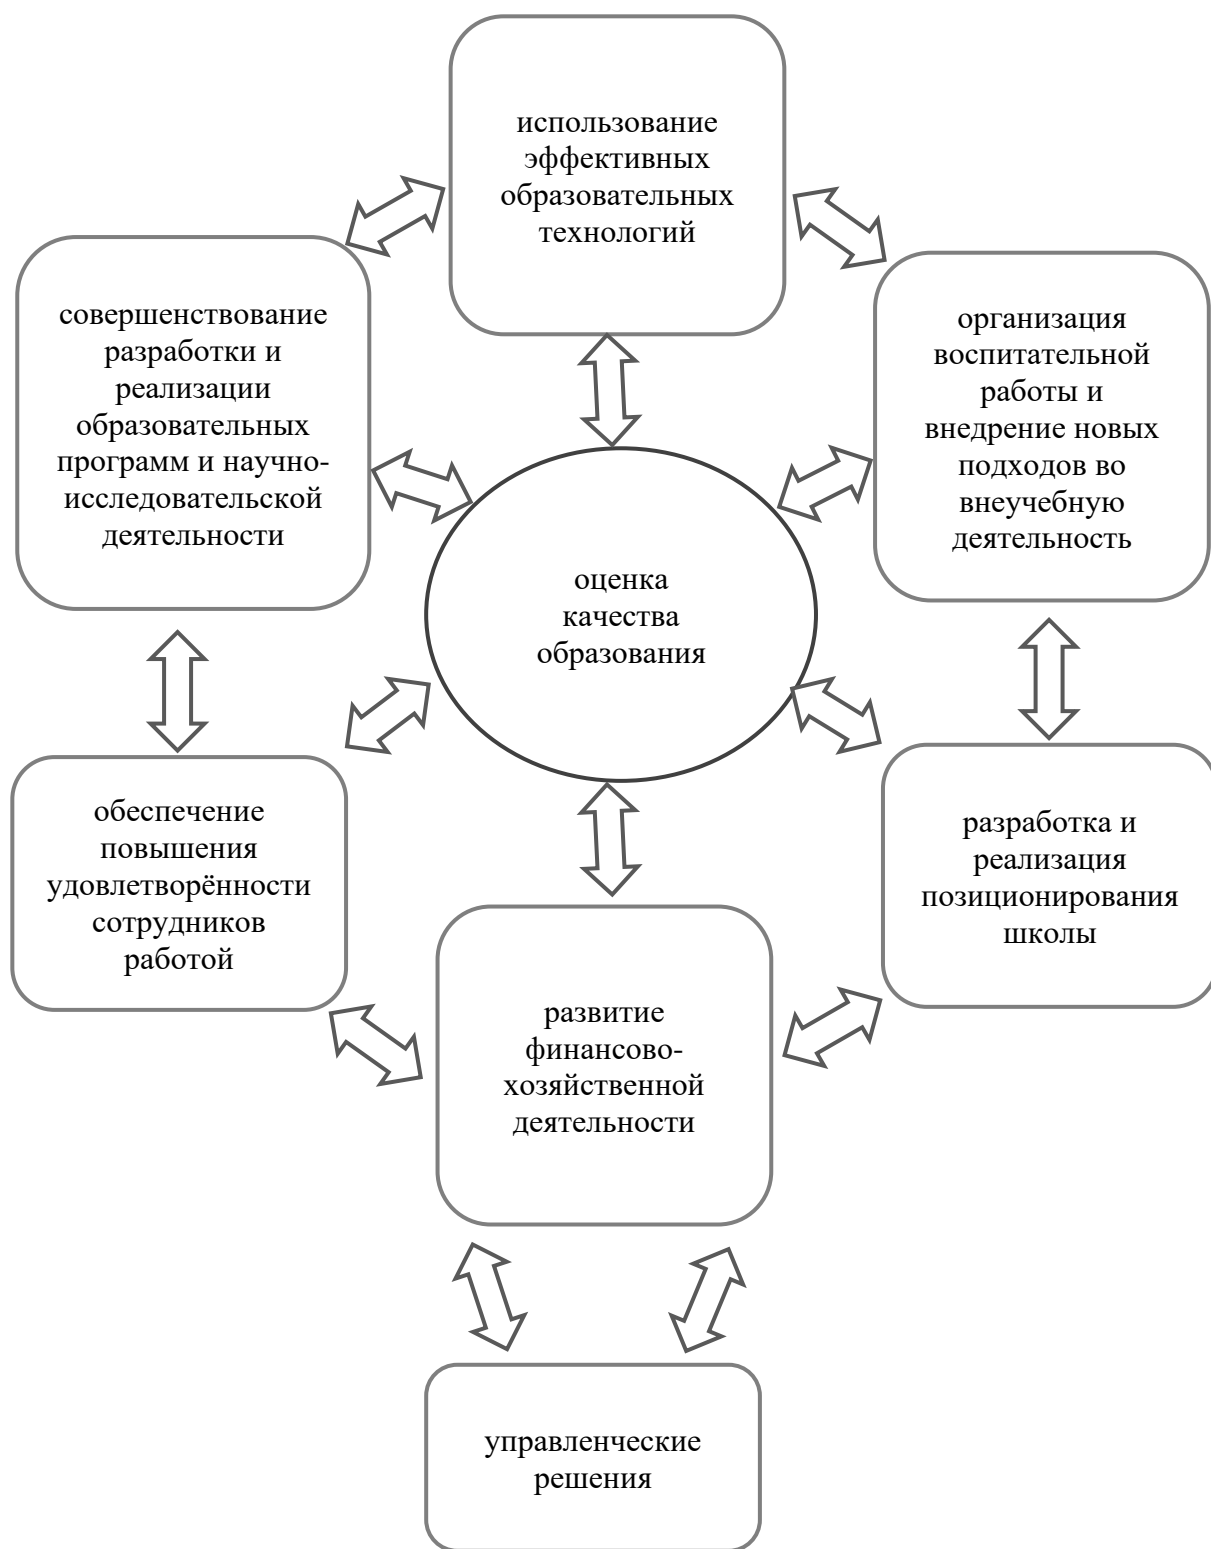 использование
эффективных
образовательных
технологий
совершенствование
разработки и
реализации
образовательных
программ и научно-
исследовательской
деятельности
организация
воспитательной
работы и
внедрение новых
подходов во
внеучебную
деятельность
оценка
качества
образования
обеспечение
повышения
удовлетворённости
сотрудников
работой
разработка и
реализация
позиционирования
школы
развитие
финансово-
хозяйственной
деятельности
управленческие
решения